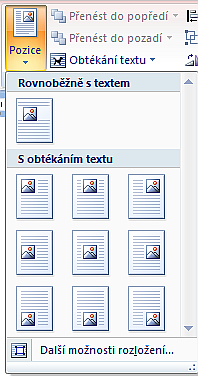 Pozice
Přenést do popředí
Přenést do pozadí
Obtékání textu
Rovnoběžně s textem
S obtékáním textu
Další možnosti rozložení...